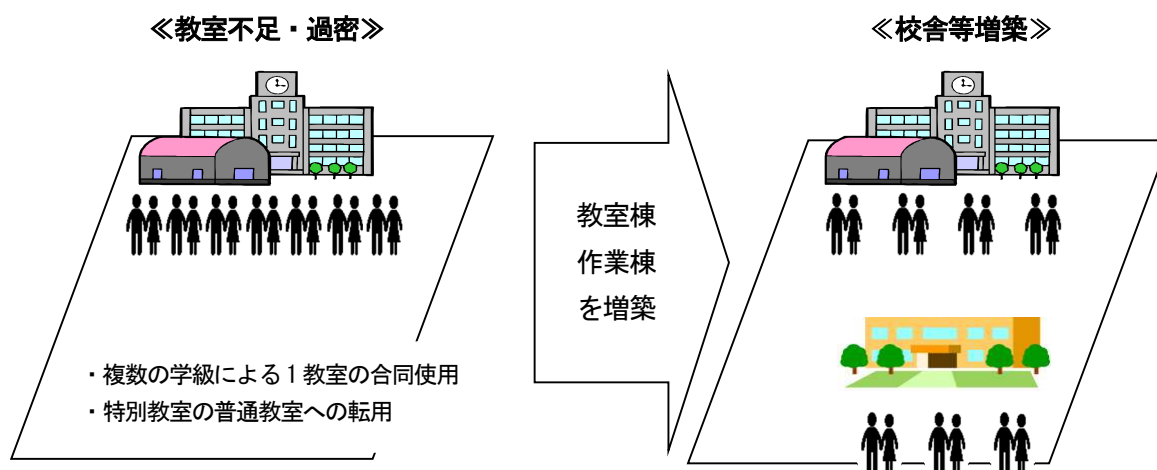 ≪教室不足・過密≫
≪校舎等増築≫
教室棟
作業棟
を増築
・複数の学級による1教室の合同使用
・特別教室の普通教室への転用